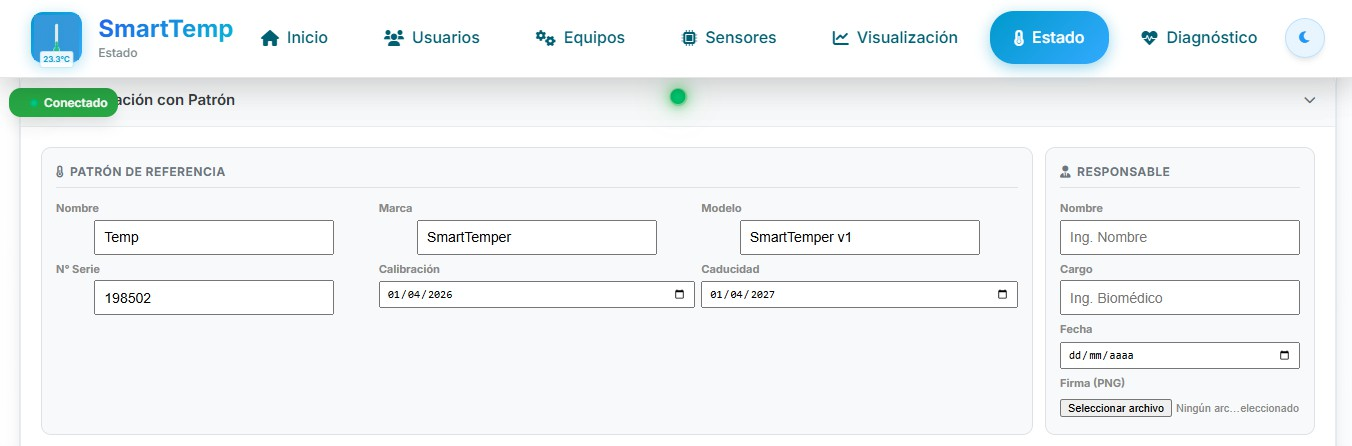 SmartTemp
Estado
23.3°C
Inicio
Usuarios
Equipos
Sensores
Visualización
Estado
Diagnóstico
Conectado
ación con Patrón
PATRÓN DE REFERENCIA
Nombre
Marca
Modelo
Temp
SmartTemper
SmartTemper v1
N° Serie
Calibración
Caducidad
198502
01/04/2026
01/04/2027
RESPONSABLE
Nombre
Ing. Nombre
Cargo
Ing. Biomédico
Fecha
dd/mm/aaaa
Firma (PNG)
Seleccionar archivo Ningún arc...eleccionado